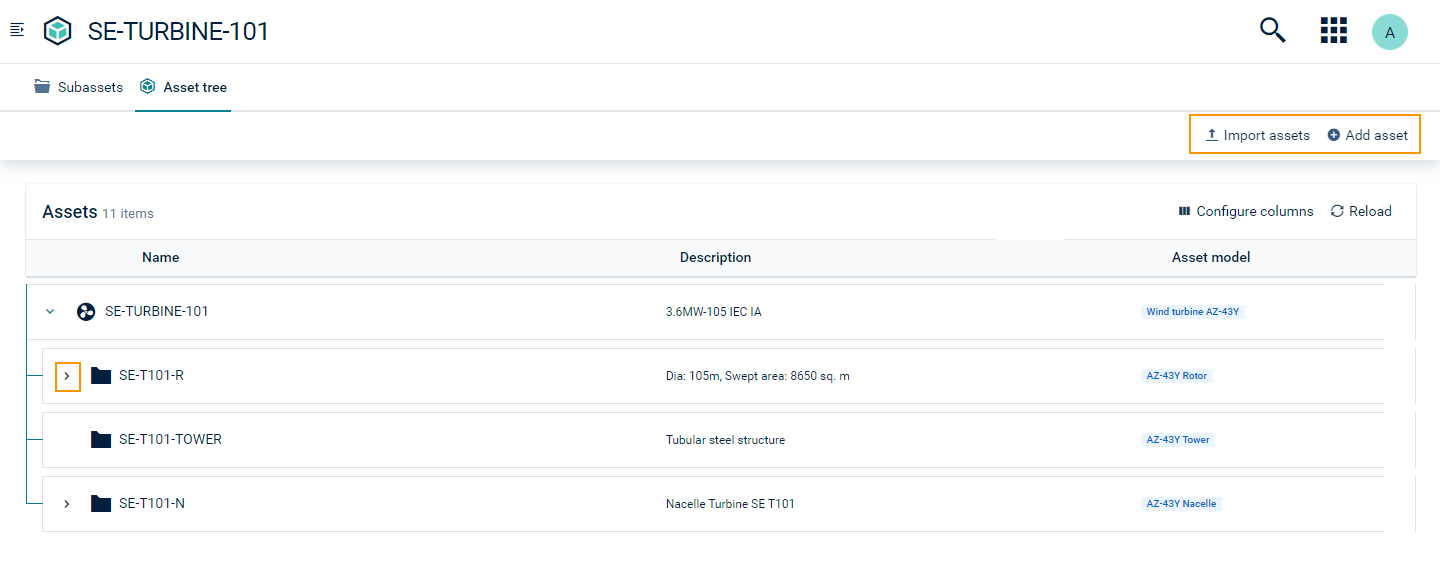 SE-TURBINE-101
A
Subassets Asset tree
Import assets Add asset
Assets 11 items Configure columns Reload
Name Description Asset model
SE-TURBINE-101 3.6MW-105 IEC IA Wind turbine AZ-43Y
SE-T101-R Dia: 105m, Swept area: 8650 sq. m AZ-43Y Rotor
SE-T101-TOWER Tubular steel structure AZ-43Y Tower
SE-T101-N Nacelle Turbine SE T101 AZ-43Y Nacelle